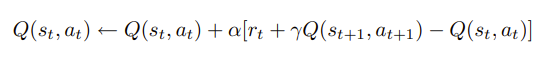 Q(s_t, a_t) ← Q(s_t, a_t) + α[r_t + γQ(s_{t+1}, a_{t+1}) − Q(s_t, a_t)]